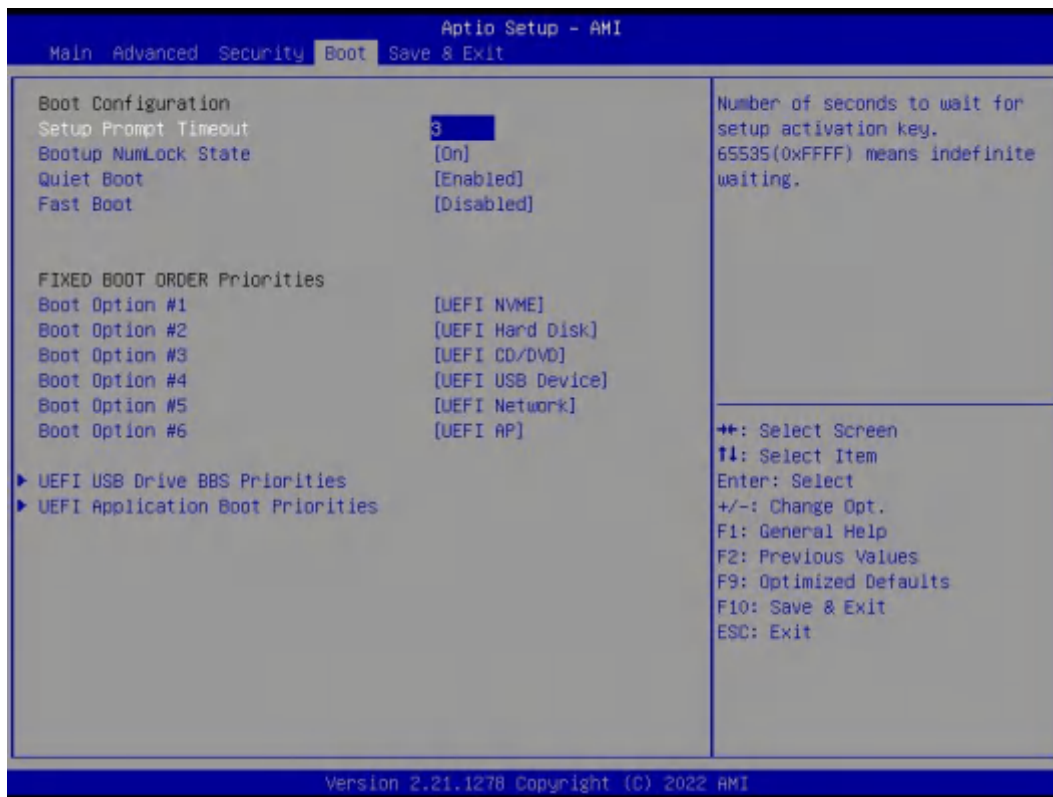 Aptio Setup - AMI
Main Advanced Security Boot Save & Exit
Boot Configuration
Setup Prompt Timeout 3
Bootup NumLock State [On]
Quiet Boot [Enabled]
Fast Boot [Disabled]
FIXED BOOT ORDER Priorities
Boot Option #1 [UEFI NVME]
Boot Option #2 [UEFI Hard Disk]
Boot Option #3 [UEFI CD/DVD]
Boot Option #4 [UEFI USB Device]
Boot Option #5 [UEFI Network]
Boot Option #6 [UEFI AP]
▶ UEFI USB Drive BBS Priorities
▶ UEFI Application Boot Priorities
Number of seconds to wait for
setup activation key.
65535(0xFFFF) means indefinite
waiting.
→←: Select Screen
↑↓: Select Item
Enter: Select
+/-: Change Opt.
F1: General Help
F2: Previous Values
F9: Optimized Defaults
F10: Save & Exit
ESC: Exit
Version 2.21.1278 Copyright (C) 2022 AMI